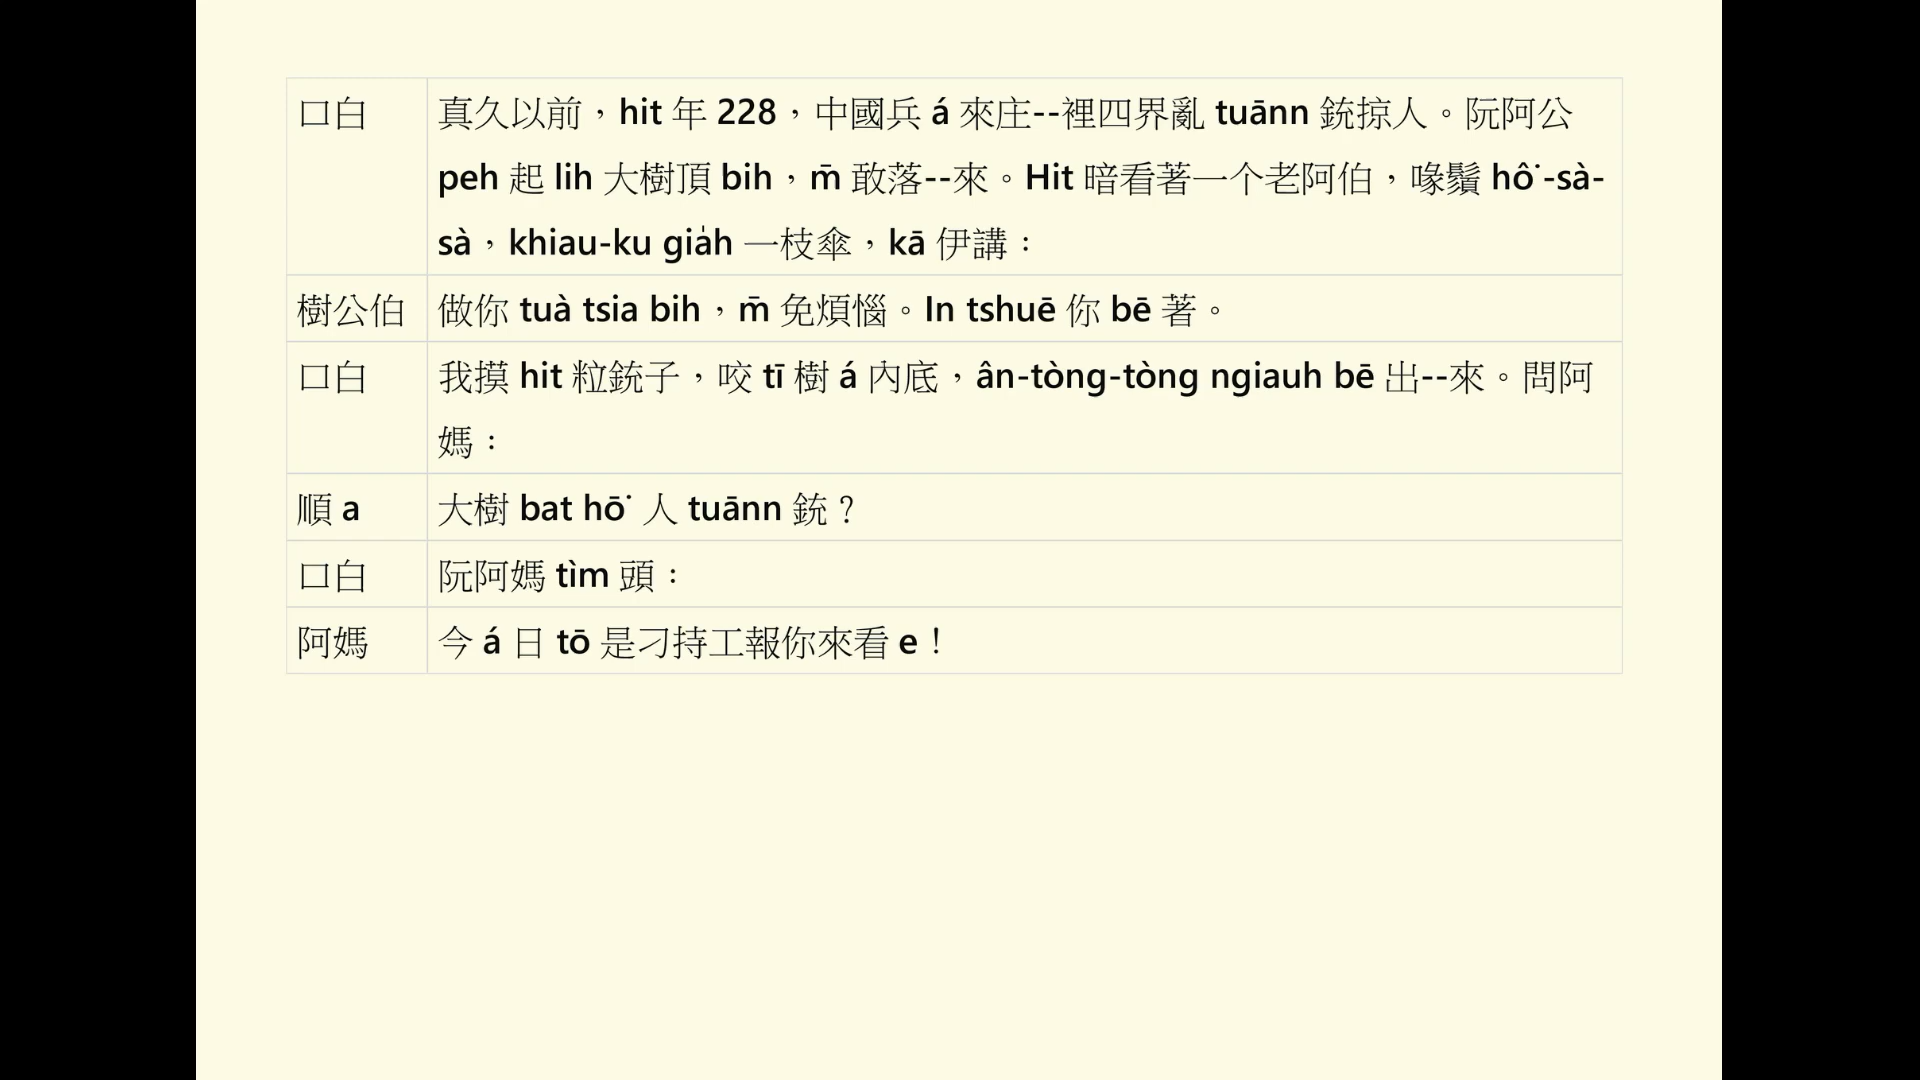 口白 真久以前，hit 年 228，中國兵 á 來庄--裡四界亂 tuānn 銃掠人。阮阿公
peh 起 lih 大樹頂 bih，m̄ 敢落--來。Hit 暗看著一个老阿伯，喙鬚 hô͘-sà-
sà，khiau-ku gia̍h 一枝傘，kā 伊講：
樹公伯 做你 tuà tsia bih，m̄ 免煩惱。In tshuē 你 bē 著。
口白 我摸 hit 粒銃子，咬 tī 樹 á 內底，ân-tòng-tòng ngiauh bē 出--來。問阿
媽：
順 a 大樹 bat hō͘ 人 tuānn 銃？
口白 阮阿媽 tìm 頭：
阿媽 今 á 日 tō 是刁持工報你來看 e！